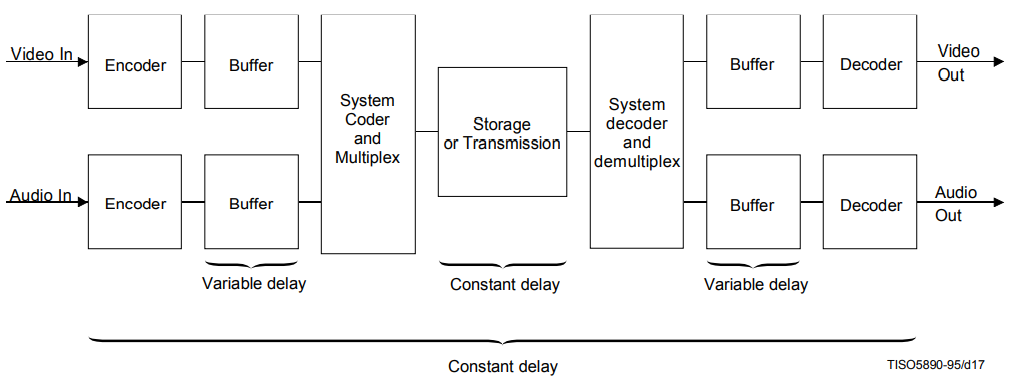 Video In
Encoder
Buffer
System
Coder
and
Multiplex
Storage
or Transmission
System
decoder
and
demultiplex
Buffer
Decoder
Video
Out
Audio In
Encoder
Buffer
Buffer
Decoder
Audio
Out
Variable delay
Constant delay
Variable delay
Constant delay
TISO5890-95/d17